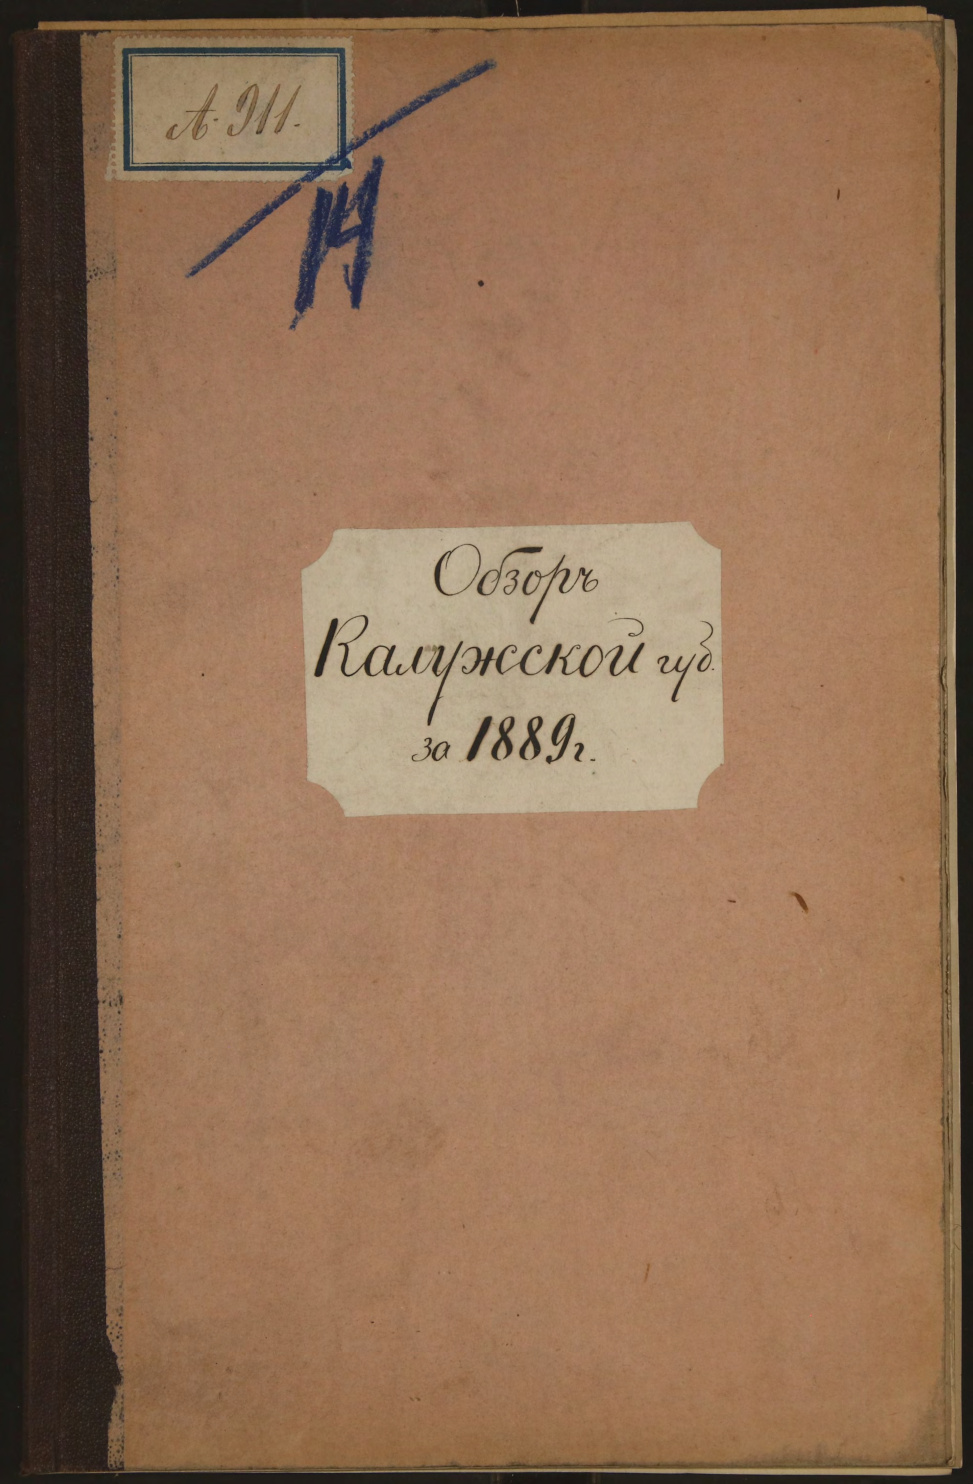 А. 911.
14
Обзоръ
Калужской губ.
за 1889 г.